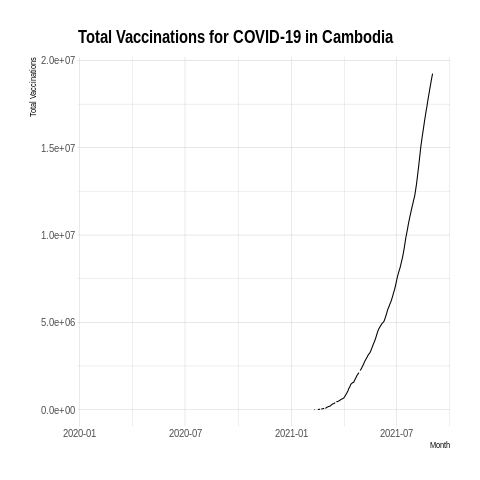 Total Vaccinations for COVID-19 in Cambodia
Total Vaccinations
2.0e+07
1.5e+07
1.0e+07
5.0e+06
0.0e+00
2020-01 2020-07 2021-01 2021-07
Month